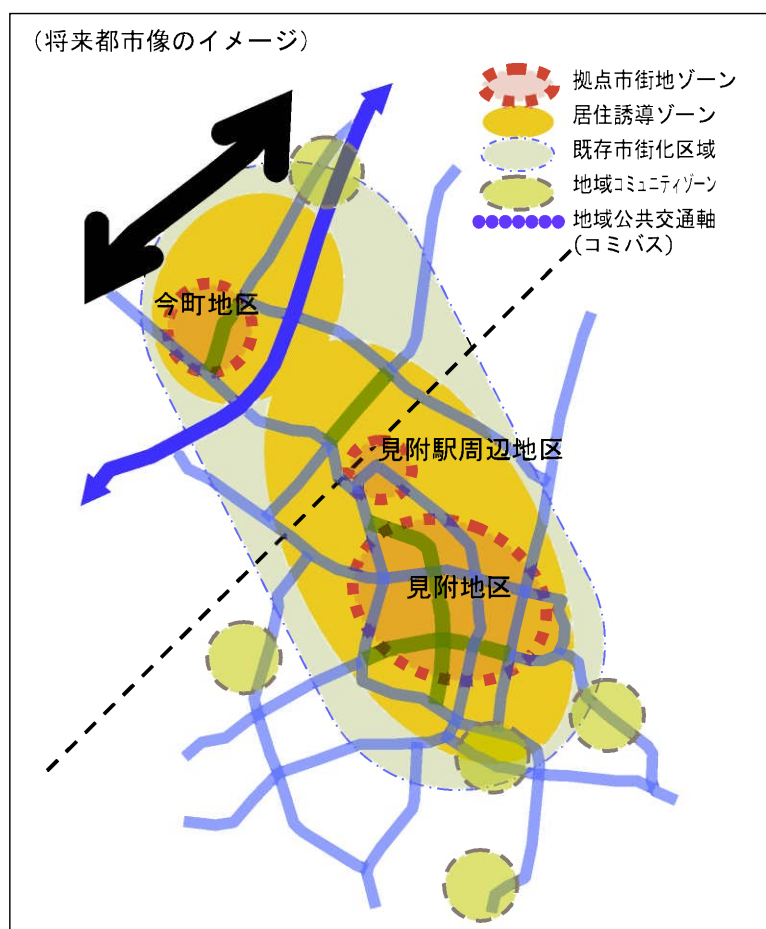 (将来都市像のイメージ)
拠点市街地ゾーン
居住誘導ゾーン
既存市街化区域
地域ｺﾐｭﾆﾃｨｿﾞｰﾝ
地域公共交通軸
(コミバス)
今町地区
見附駅周辺地区
見附地区